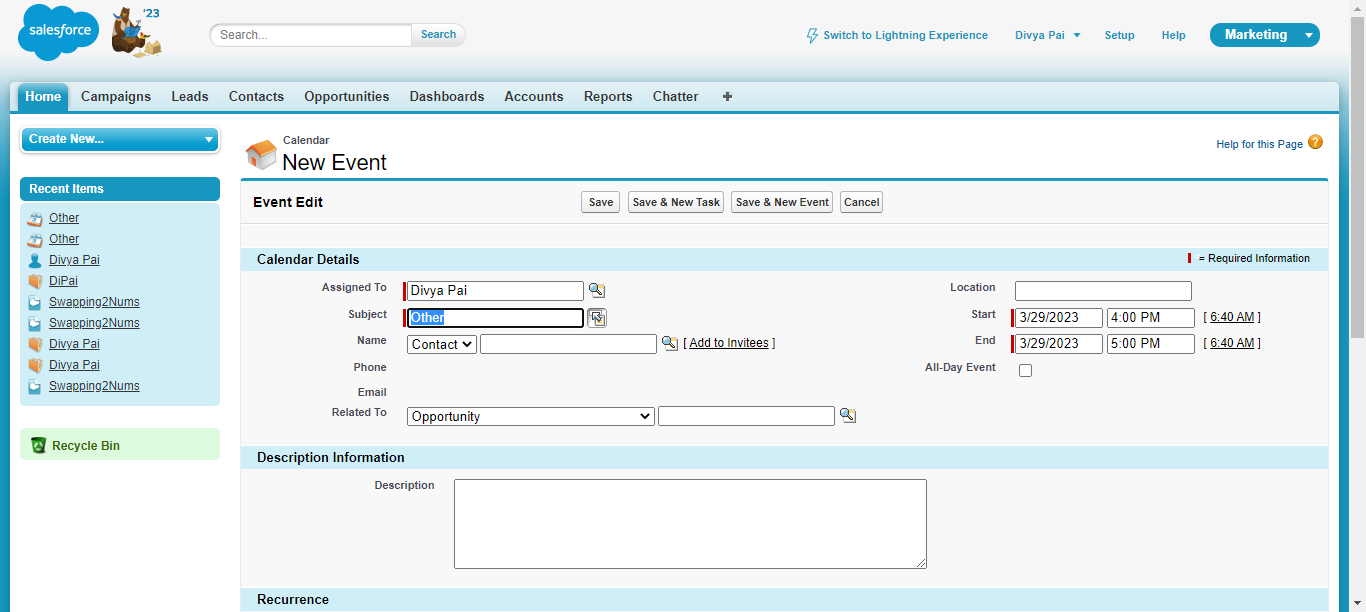 salesforce
'23
Search...
Search
Switch to Lightning Experience
Divya Pai
Setup
Help
Marketing
Home
Campaigns
Leads
Contacts
Opportunities
Dashboards
Accounts
Reports
Chatter
+
Create New...
Recent Items
Other
Other
Divya Pai
DiPai
Swapping2Nums
Swapping2Nums
Divya Pai
Divya Pai
Swapping2Nums
Recycle Bin
Calendar
New Event
Help for this Page ?
Event Edit
Save
Save & New Task
Save & New Event
Cancel
Calendar Details
= Required Information
Assigned To Divya Pai
Location
Subject Other
Start 3/29/2023 4:00 PM [ 6:40 AM ]
Name Contact [ Add to Invitees ]
End 3/29/2023 5:00 PM [ 6:40 AM ]
Phone
All-Day Event
Email
Related To Opportunity
Description Information
Description
Recurrence